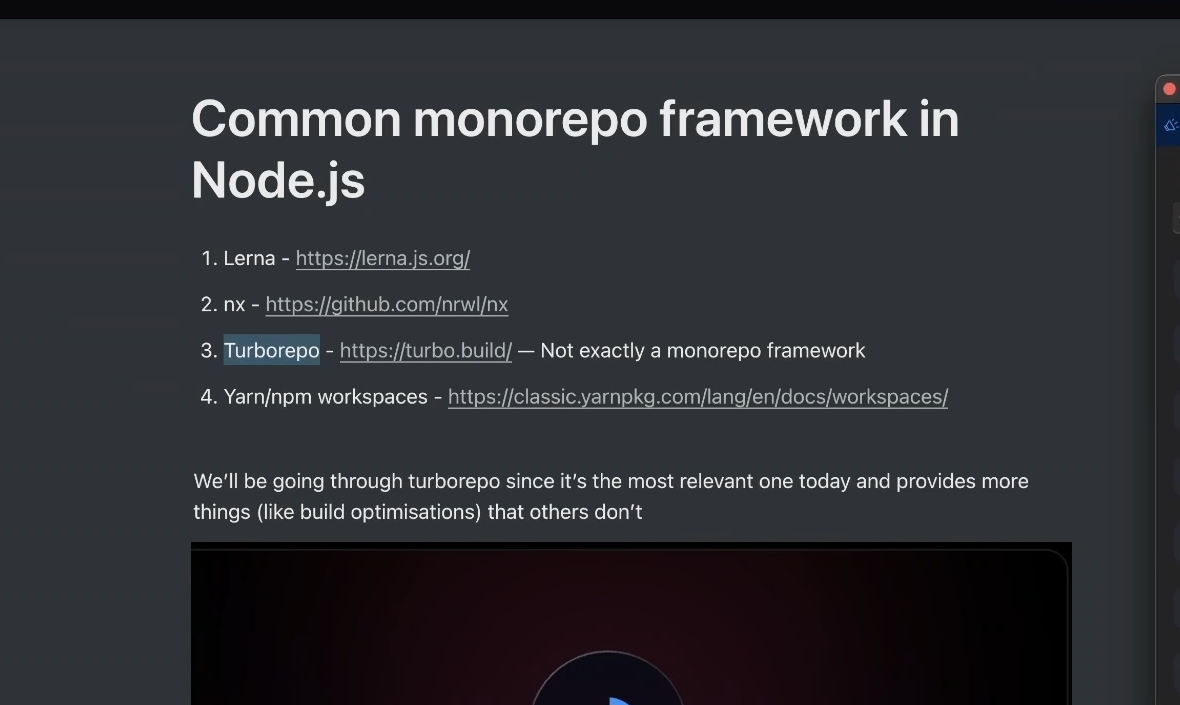 Common monorepo framework in
Node.js
1. Lerna - https://lerna.js.org/
2. nx - https://github.com/nrwl/nx
3. Turborepo - https://turbo.build/ — Not exactly a monorepo framework
4. Yarn/npm workspaces - https://classic.yarnpkg.com/lang/en/docs/workspaces/
We’ll be going through turborepo since it’s the most relevant one today and provides more
things (like build optimisations) that others don’t